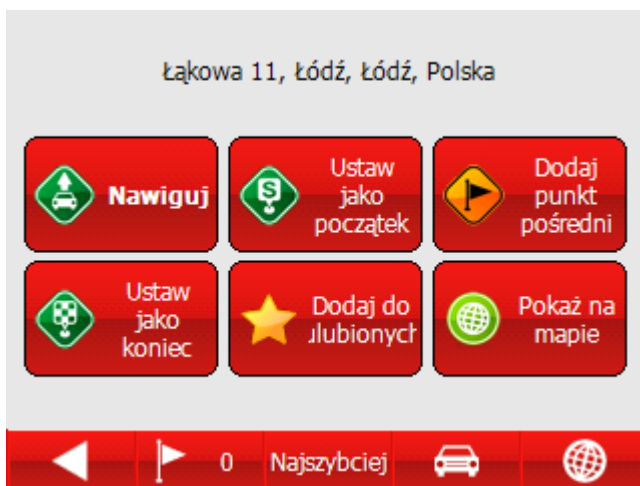 Łąkowa 11, Łódź, Łódź, Polska
Nawiguj
Ustaw
jako
początek
Dodaj
punkt
pośredni
Ustaw
jako
koniec
Dodaj do
ulubionych
Pokaż na
mapie
0
Najszybciej